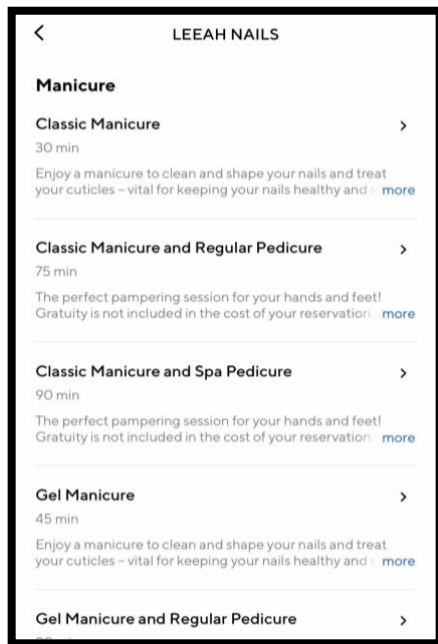 LEEAH NAILS
Manicure
Classic Manicure
30 min
Enjoy a manicure to clean and shape your nails and treat
your cuticles – vital for keeping your nails healthy and more
Classic Manicure and Regular Pedicure
75 min
The perfect pampering session for your hands and feet!
Gratuity is not included in the cost of your reservation more
Classic Manicure and Spa Pedicure
90 min
The perfect pampering session for your hands and feet!
Gratuity is not included in the cost of your reservation more
Gel Manicure
45 min
Enjoy a manicure to clean and shape your nails and treat
your cuticles – vital for keeping your nails healthy and more
Gel Manicure and Regular Pedicure